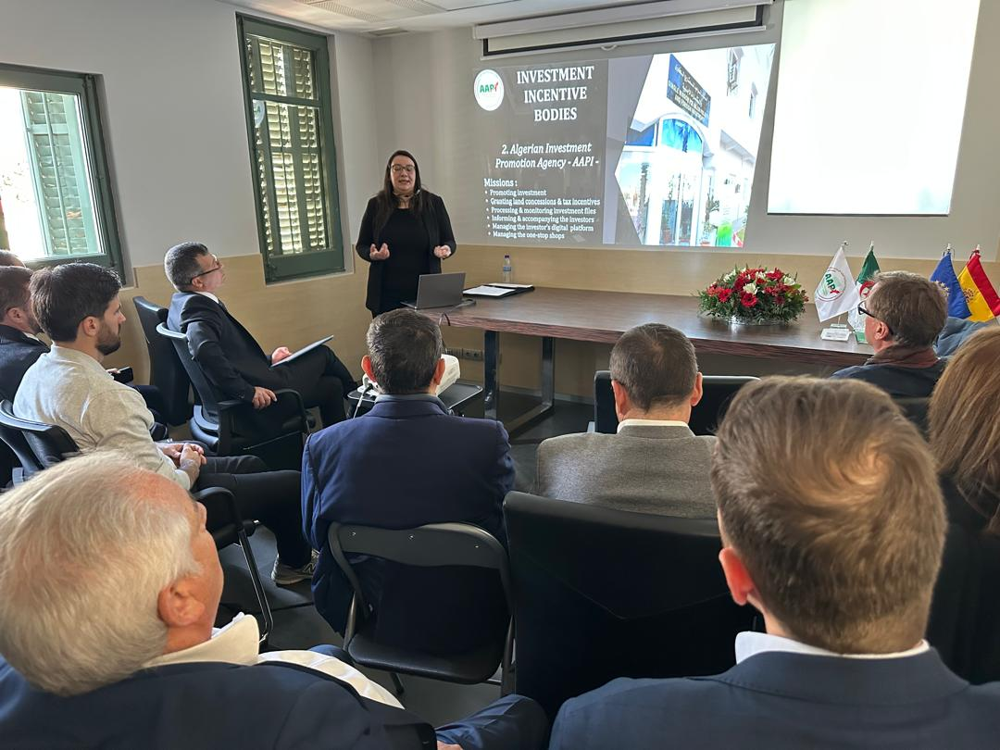 AAPI
INVESTMENT
INCENTIVE
BODIES
2. Algerian Investment
Promotion Agency - AAPI -
Missions :
• Promoting investment
• Granting land concessions & tax incentives
• Processing & monitoring investment files
• Informing & accompanying the investors
• Managing the investor's digital platform
• Managing the one-stop shops
AAPI